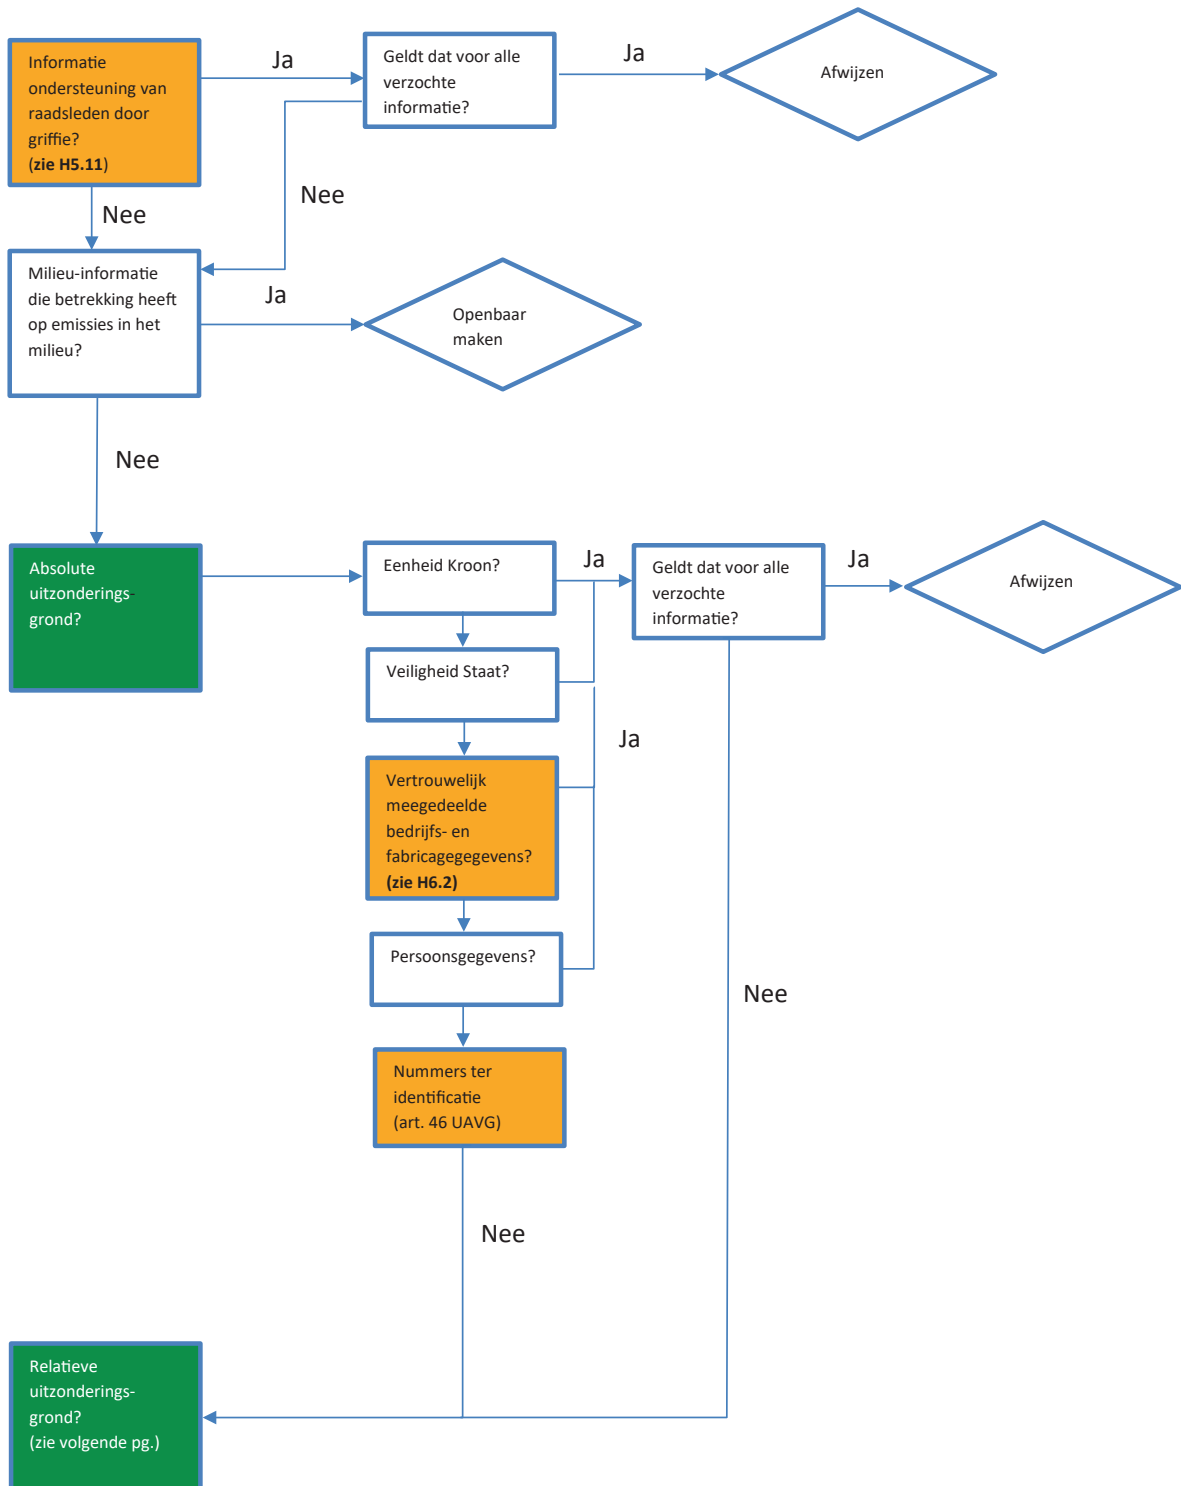 Informatie
ondersteuning van
raadsleden door
griffie?
(zie H5.11)
Ja
Geldt dat voor alle
verzochte
informatie?
Ja
Afwijzen
Nee
Nee
Milieu-informatie
die betrekking heeft
op emissies in het
milieu?
Ja
Openbaar
maken
Nee
Absolute
uitzonderings-
grond?
Eenheid Kroon?
Ja
Geldt dat voor alle
verzochte
informatie?
Ja
Afwijzen
Veiligheid Staat?
Ja
Vertrouwelijk
meegedeelde
bedrijfs- en
fabricagegegevens?
(zie H6.2)
Persoonsgegevens?
Nee
Nummers ter
identificatie
(art. 46 UAVG)
Nee
Relatieve
uitzonderings-
grond?
(zie volgende pg.)